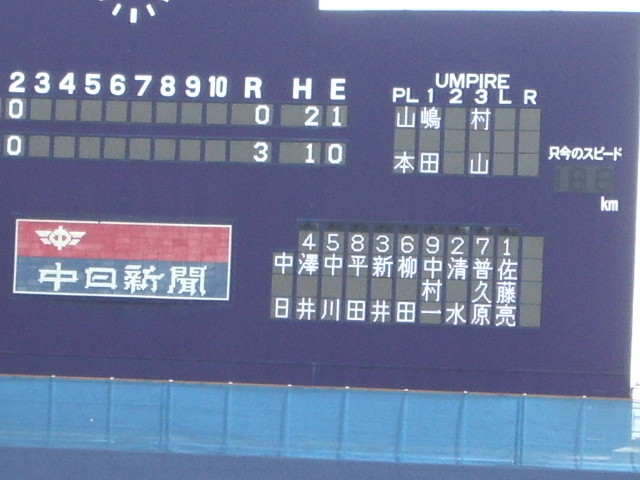 UMPIRE
2 3 4 5 6 7 8 9 10 R H E PL 1 2 3 L R
0 0 2 1
0 3 1 0
山本 嶋田 村山
只今のスピード
km
中日新聞
4 5 8 3 6 9 2 7 1
中日 澤井 中川 平田 新井 柳田 中村一 清水 普久原 佐藤亮